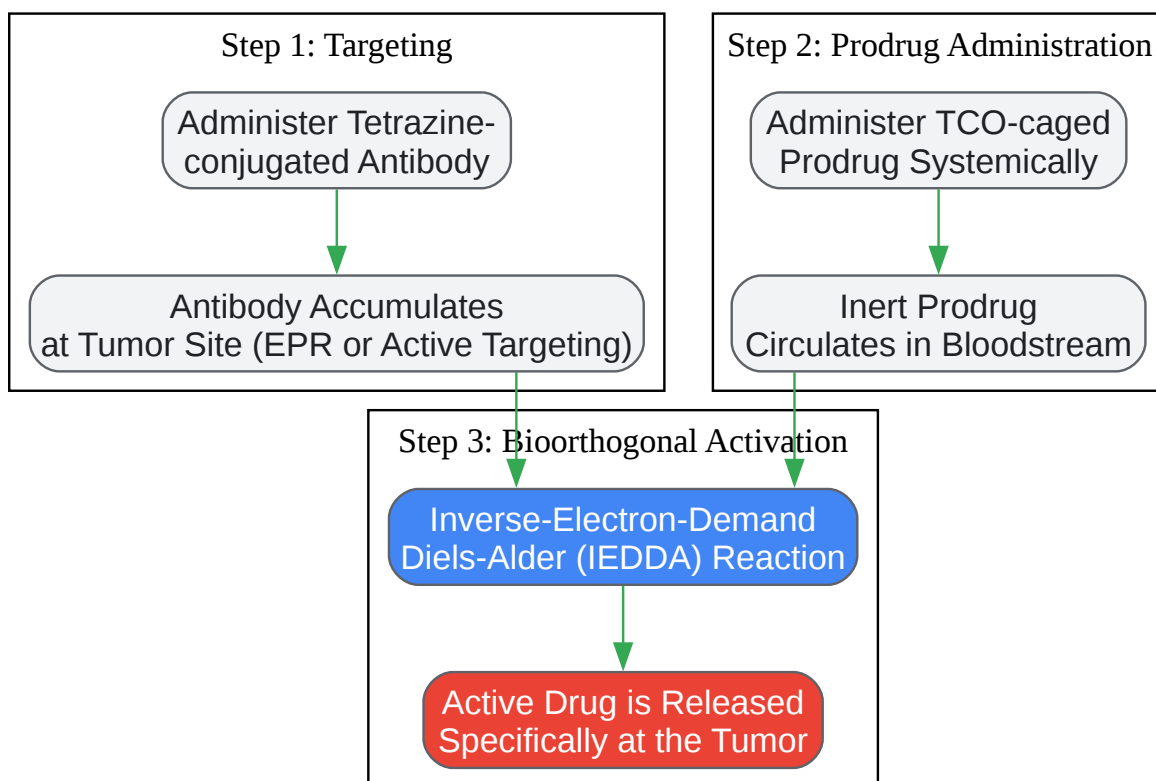 Step 1: Targeting
Administer Tetrazine-
conjugated Antibody
Antibody Accumulates
at Tumor Site (EPR or Active Targeting)
Step 2: Prodrug Administration
Administer TCO-caged
Prodrug Systemically
Inert Prodrug
Circulates in Bloodstream
Step 3: Bioorthogonal Activation
Inverse-Electron-Demand
Diels-Alder (IEDDA) Reaction
Active Drug is Released
Specifically at the Tumor